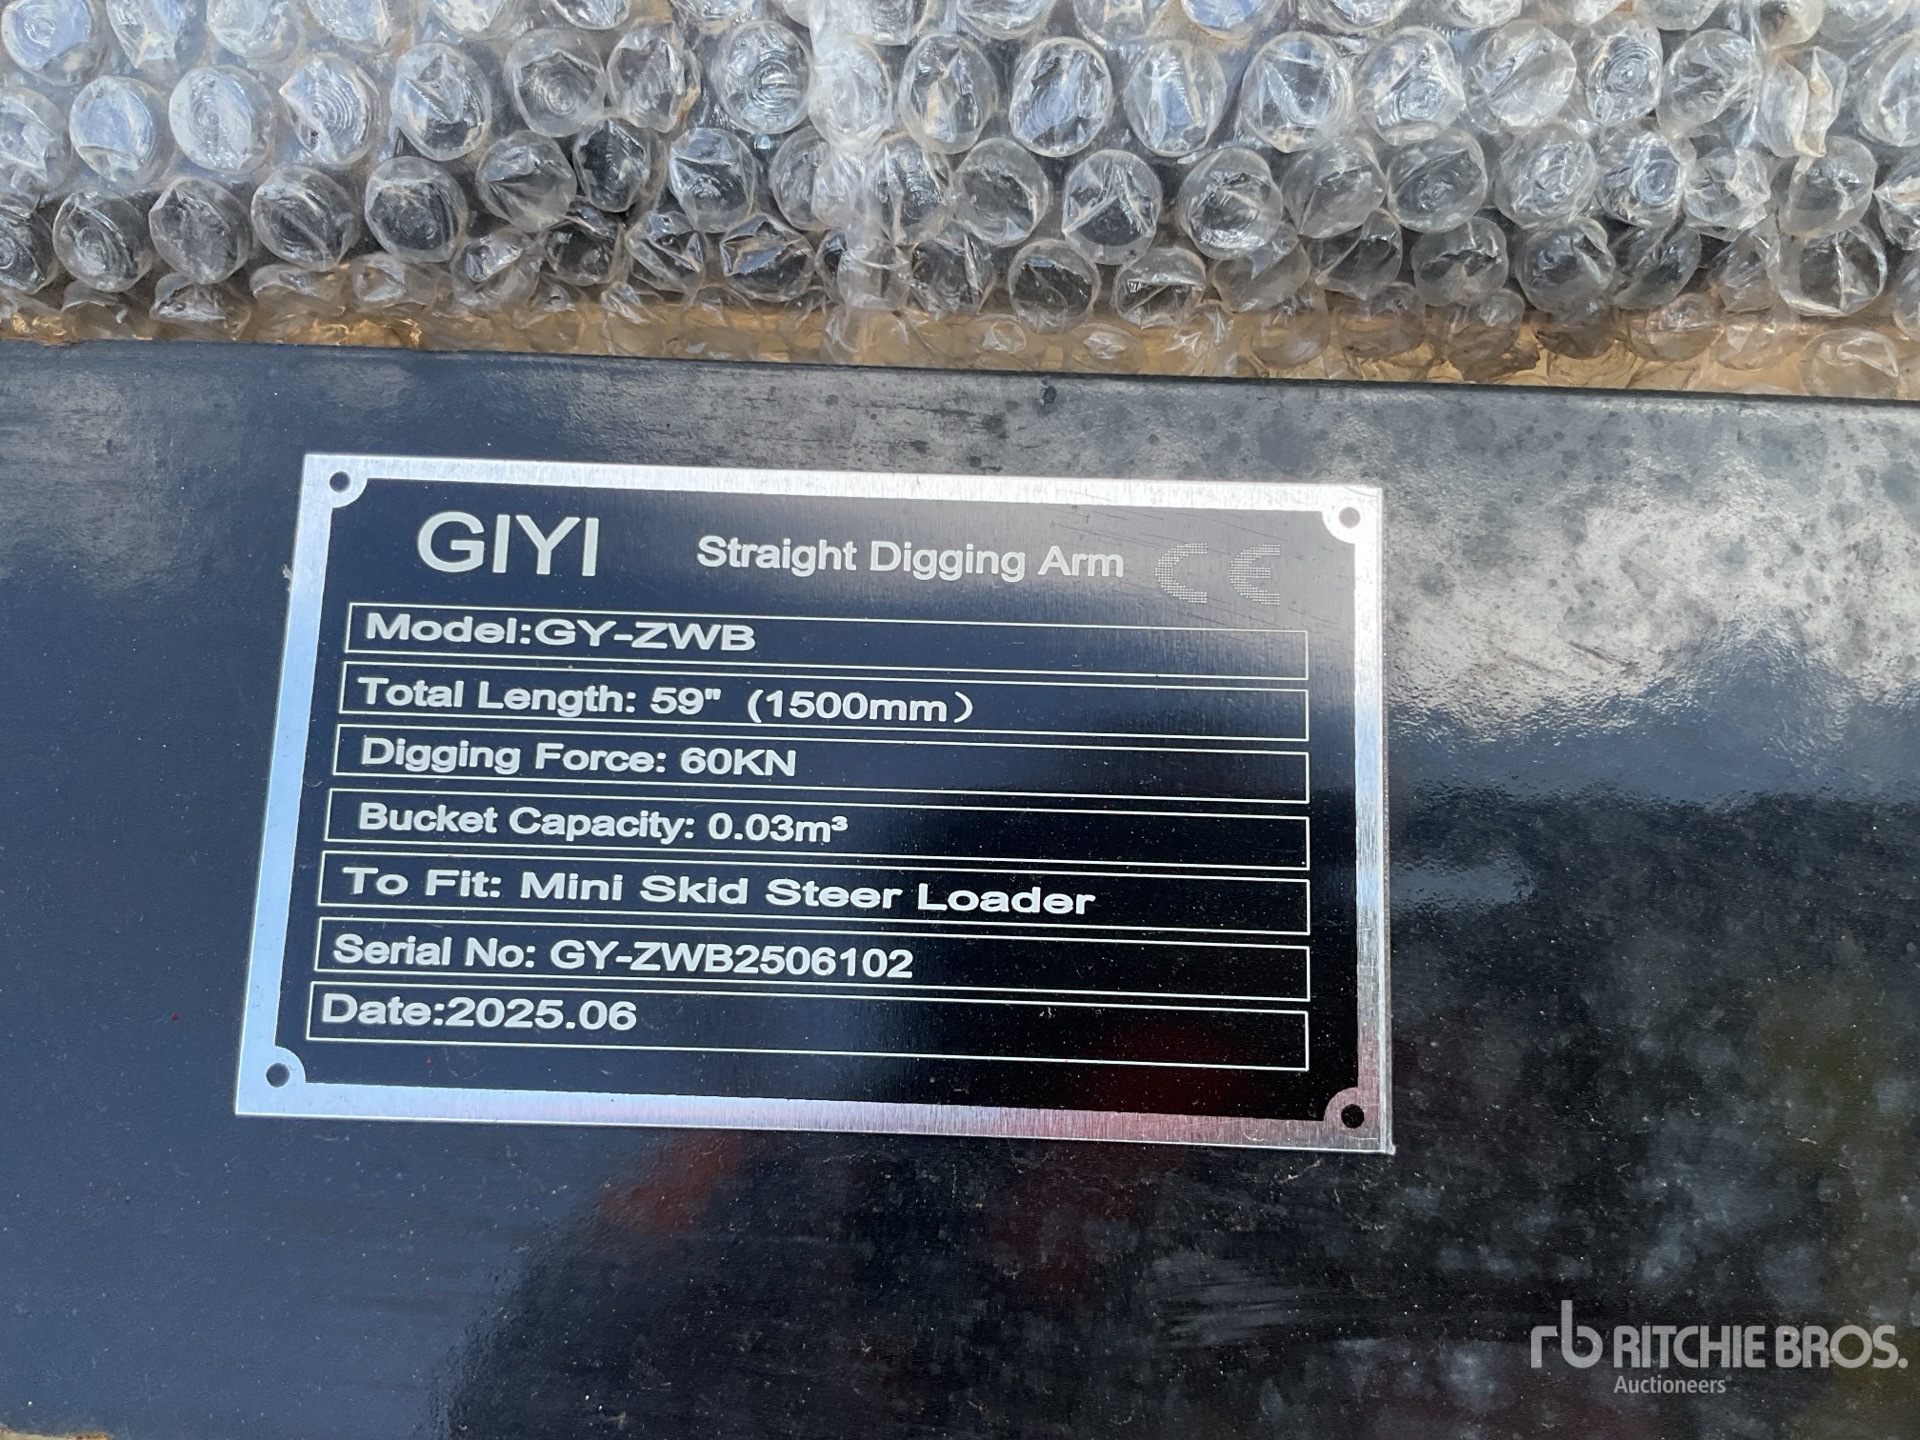 GIYI Straight Digging Arm CE
Model:GY-ZWB
Total Length: 59" (1500mm）
Digging Force: 60KN
Bucket Capacity: 0.03m³
To Fit: Mini Skid Steer Loader
Serial No: GY-ZWB2506102
Date:2025.06
rb RITCHIE BROS.
Auctioneers